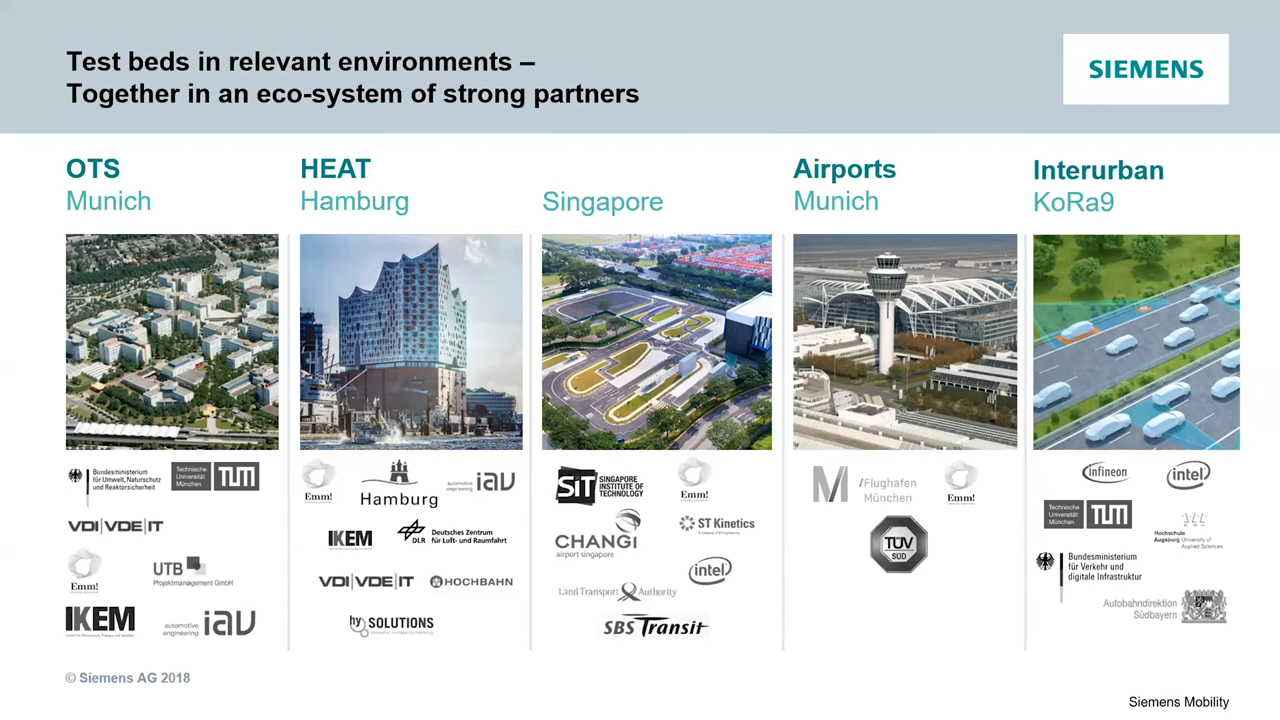 Test beds in relevant environments –
Together in an eco-system of strong partners
SIEMENS
OTS
Munich
HEAT
Hamburg
Singapore
Airports
Munich
Interurban
KoRa9
Bundesministerium
für Umwelt, Naturschutz
und Reaktorsicherheit
Technische
Universität
München
TUM
VDI|VDE|IT
Emm!
UTB
Projektmanagement GmbH
IKEM
automotive
engineering
iav
Emm!
Hamburg
automotive
engineering
iav
IKEM
DLR
Deutsches Zentrum
für Luft- und Raumfahrt
VDI|VDE|IT
HOCHBAHN
hySOLUTIONS
SiT
SINGAPORE
INSTITUTE OF
TECHNOLOGY
Emm!
CHANGI
airport singapore
ST Kinetics
intel
Land Transport Authority
SBS Transit
M
/Flughafen
München
Emm!
TÜV
SÜD
infineon
intel
Technische
Universität
München
TUM
Hochschule
Augsburg University of
Applied Sciences
Bundesministerium
für Verkehr und
digitale Infrastruktur
Autobahndirektion
Südbayern
© Siemens AG 2018
Siemens Mobility